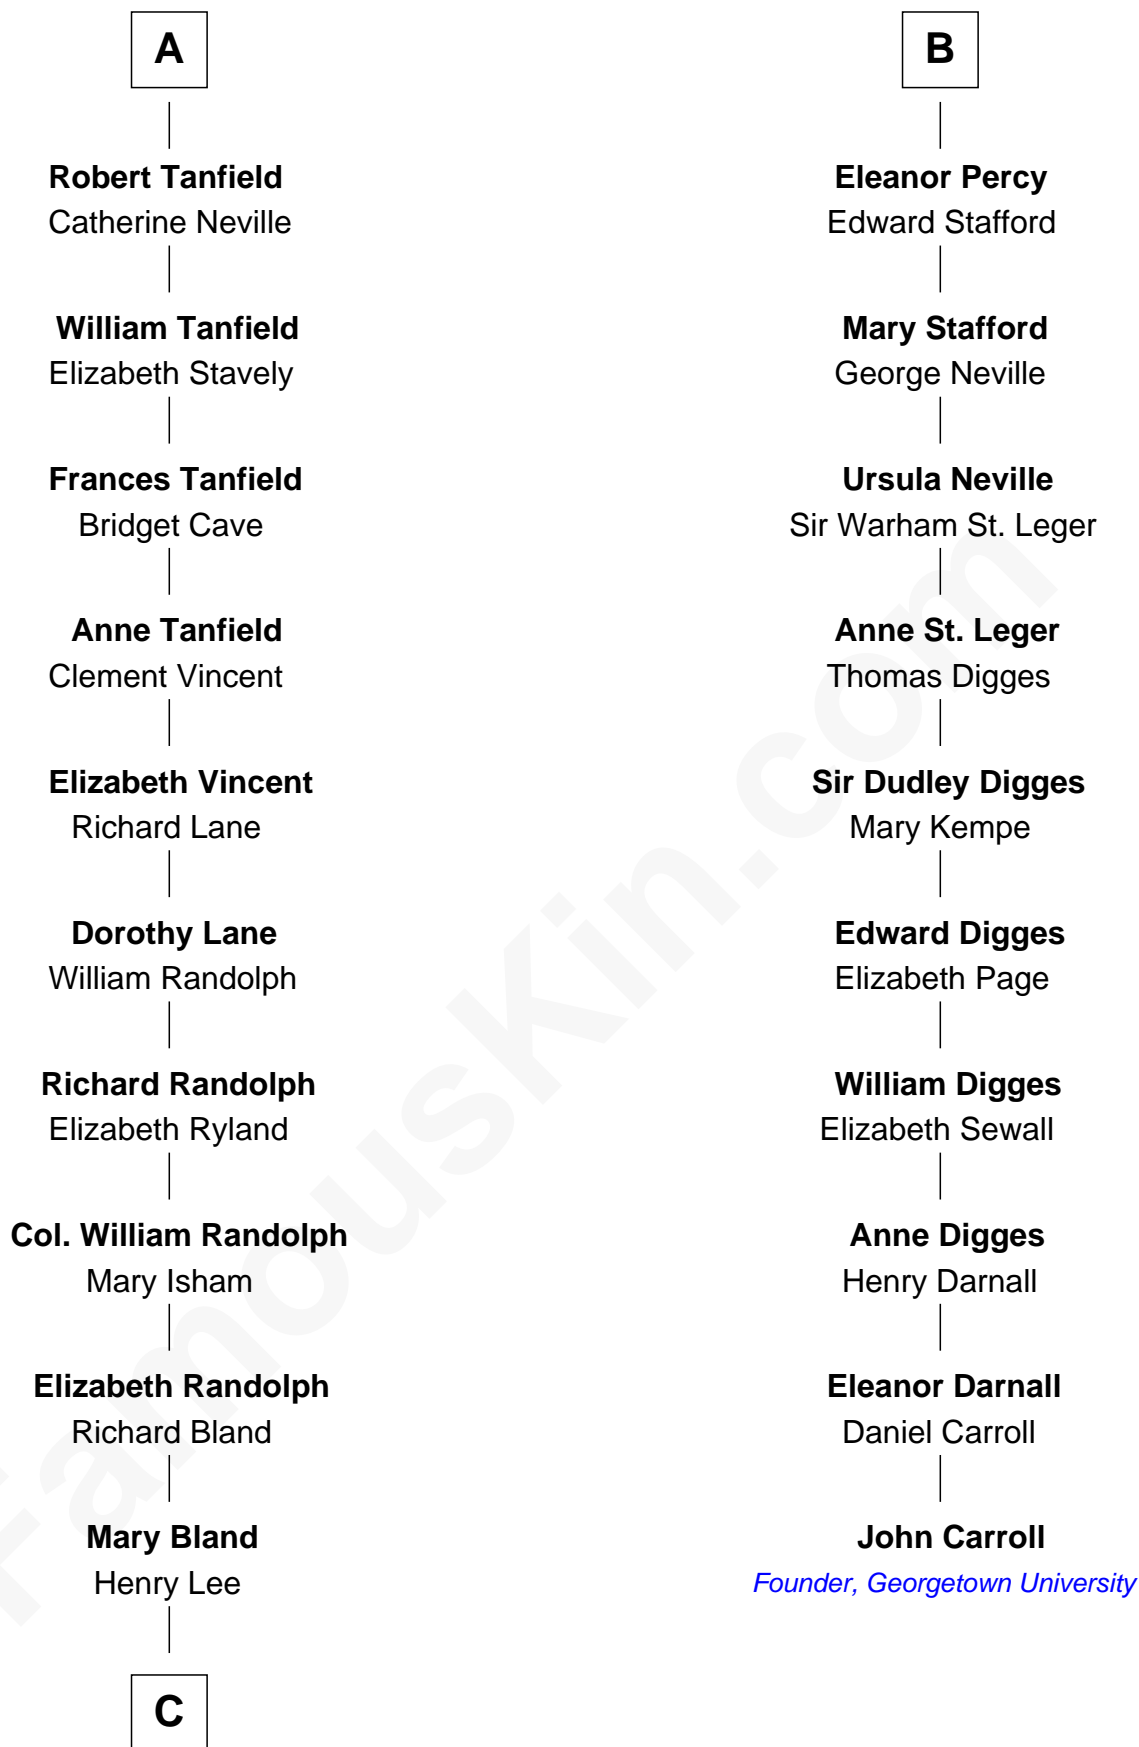 A
Robert Tanfield
Catherine Neville
William Tanfield
Elizabeth Stavely
Frances Tanfield
Bridget Cave
Anne Tanfield
Clement Vincent
Elizabeth Vincent
Richard Lane
Dorothy Lane
William Randolph
Richard Randolph
Elizabeth Ryland
Col. William Randolph
Mary Isham
Elizabeth Randolph
Richard Bland
Mary Bland
Henry Lee
C
B
Eleanor Percy
Edward Stafford
Mary Stafford
George Neville
Ursula Neville
Sir Warham St. Leger
Anne St. Leger
Thomas Digges
Sir Dudley Digges
Mary Kempe
Edward Digges
Elizabeth Page
William Digges
Elizabeth Sewall
Anne Digges
Henry Darnall
Eleanor Darnall
Daniel Carroll
John Carroll
Founder, Georgetown University
FamousKin.com